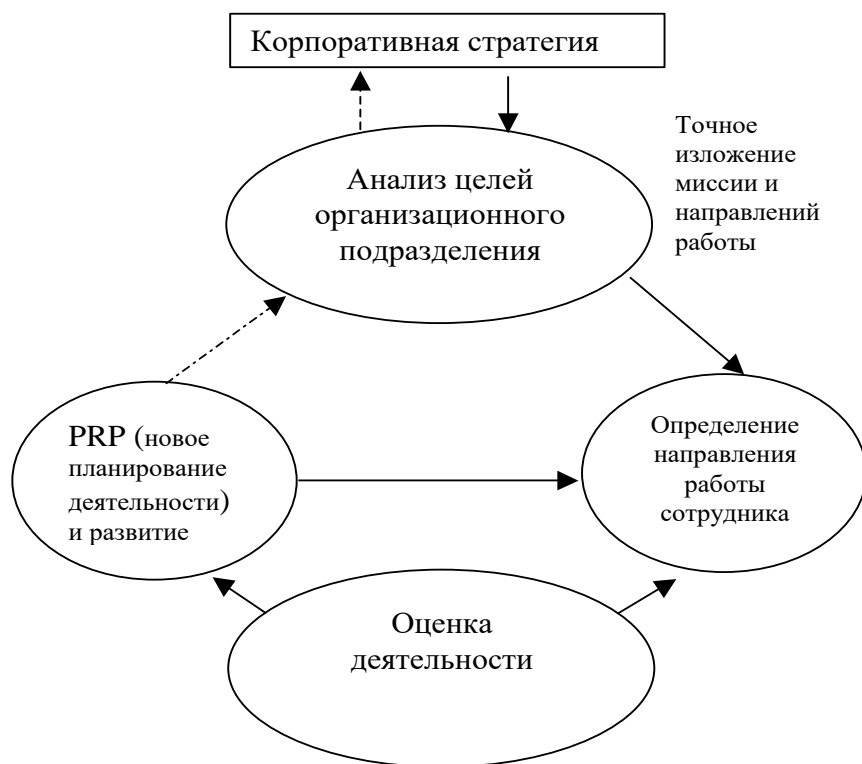 Корпоративная стратегия
Точное
изложение
миссии и
направлений
работы
Анализ целей
организационного
подразделения
PRP (новое
планирование
деятельности)
и развитие
Определение
направления
работы
сотрудника
Оценка
деятельности